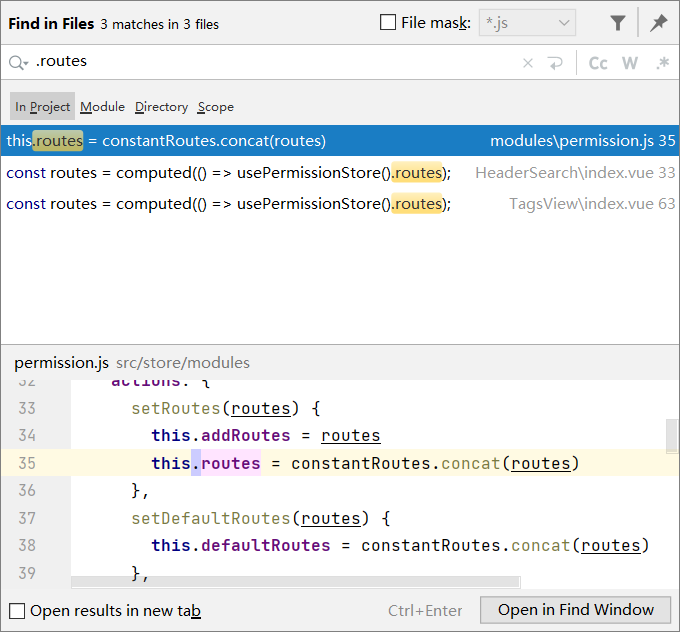 Find in Files 3 matches in 3 files File mask: *.js
.routes Cc W .*
In Project Module Directory Scope
this.routes = constantRoutes.concat(routes) modules\permission.js 35
const routes = computed(() => usePermissionStore().routes); HeaderSearch\index.vue 33
const routes = computed(() => usePermissionStore().routes); TagsView\index.vue 63
permission.js src/store/modules
32 actions: {
33 setRoutes(routes) {
34 this.addRoutes = routes
35 this.routes = constantRoutes.concat(routes)
36 },
37 setDefaultRoutes(routes) {
38 this.defaultRoutes = constantRoutes.concat(routes)
39 },
Open results in new tab Ctrl+Enter Open in Find Window